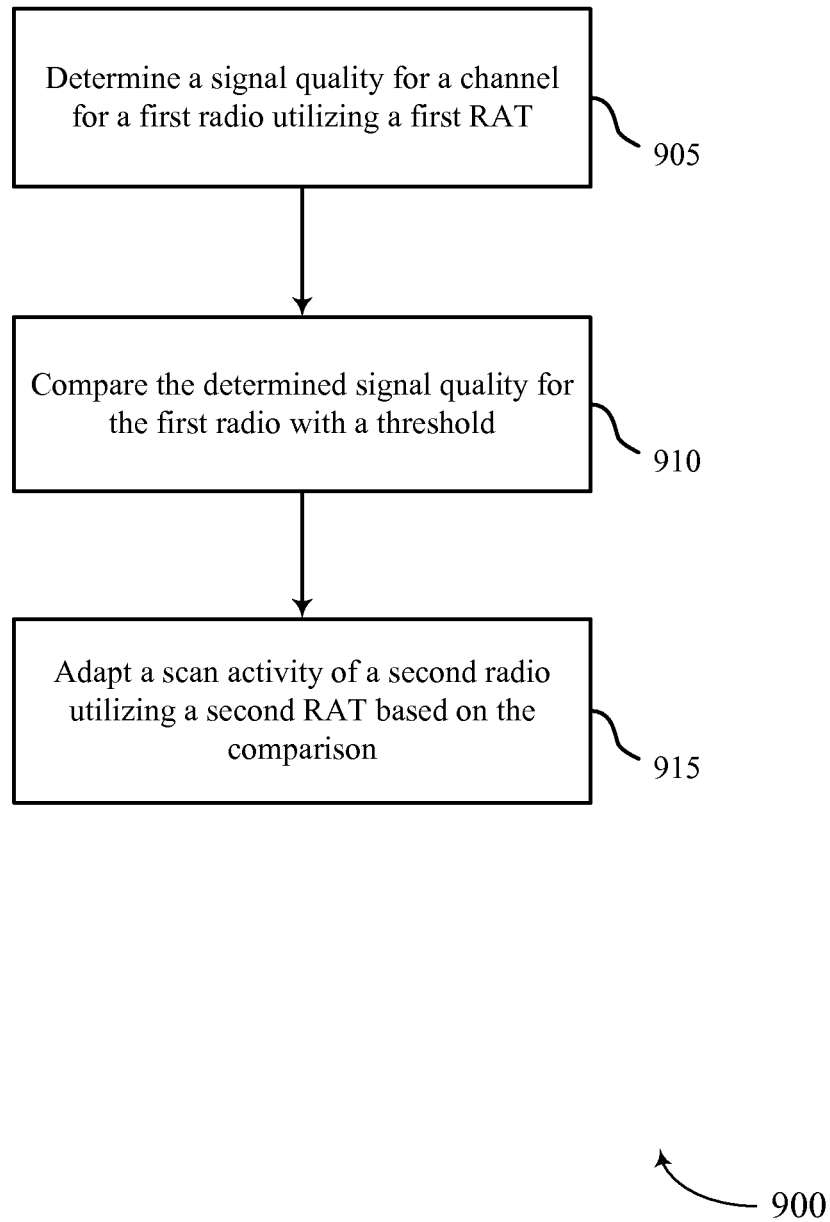 Determine a signal quality for a channel
for a first radio utilizing a first RAT
905
Compare the determined signal quality for
the first radio with a threshold
910
Adapt a scan activity of a second radio
utilizing a second RAT based on the
comparison
915
900